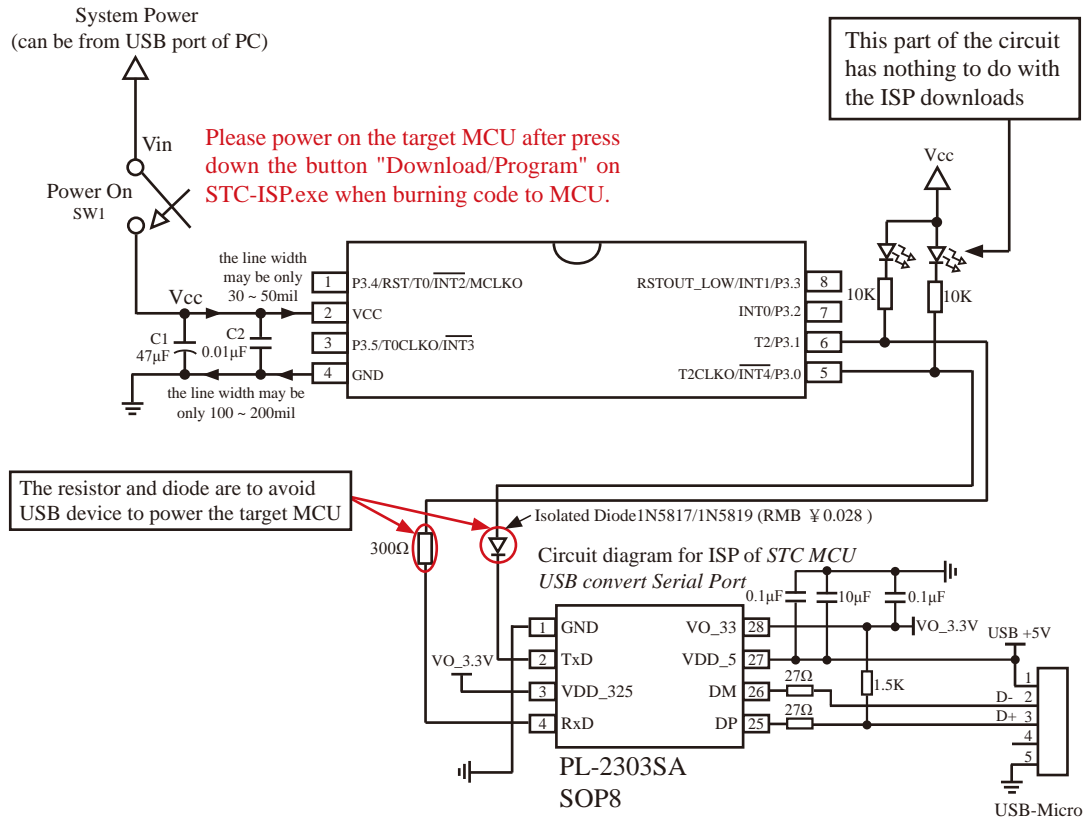 System Power
(can be from USB port of PC)
Vin
Power On
SW1
Please power on the target MCU after press
down the button "Download/Program" on
STC-ISP.exe when burning code to MCU.
This part of the circuit
has nothing to do with
the ISP downloads
Vcc
10K
10K
the line width
may be only
30 ~ 50mil
Vcc
C1
47μF
C2
0.01μF
the line width may be
only 100 ~ 200mil
1 P3.4/RST/T0/INT2/MCLKO
2 VCC
3 P3.5/T0CLKO/INT3
4 GND
RSTOUT_LOW/INT1/P3.3 8
INT0/P3.2 7
T2/P3.1 6
T2CLKO/INT4/P3.0 5
The resistor and diode are to avoid
USB device to power the target MCU
300Ω
Isolated Diode1N5817/1N5819 (RMB ¥0.028 )
Circuit diagram for ISP of STC MCU
USB convert Serial Port
0.1μF
10μF
0.1μF
VO_3.3V
USB +5V
VO_3.3V
1 GND
2 TxD
3 VDD_325
4 RxD
VO_33 28
VDD_5 27
DM 26
DP 25
27Ω
27Ω
1.5K
D-
D+
1
2
3
4
5
PL-2303SA
SOP8
USB-Micro